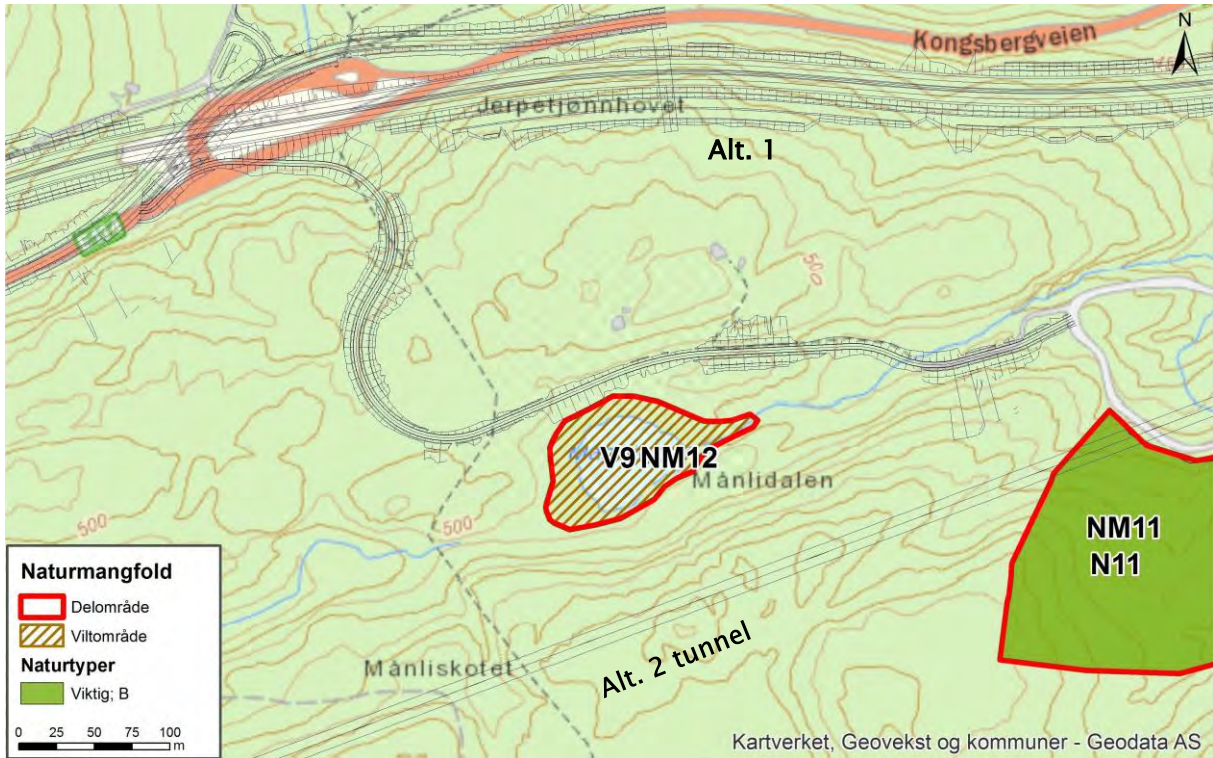 Kongsbergveien
N
Jerpetjønnhovet
Alt. 1
500
V9 NM12
Månlidalen
500
500
NM11
N11
Månliskotet
Alt. 2 tunnel
Naturmangfold
Delområde
Viltområde
Naturtyper
Viktig; B
0 25 50 75 100
m
Kartverket, Geovekst og kommuner - Geodata AS